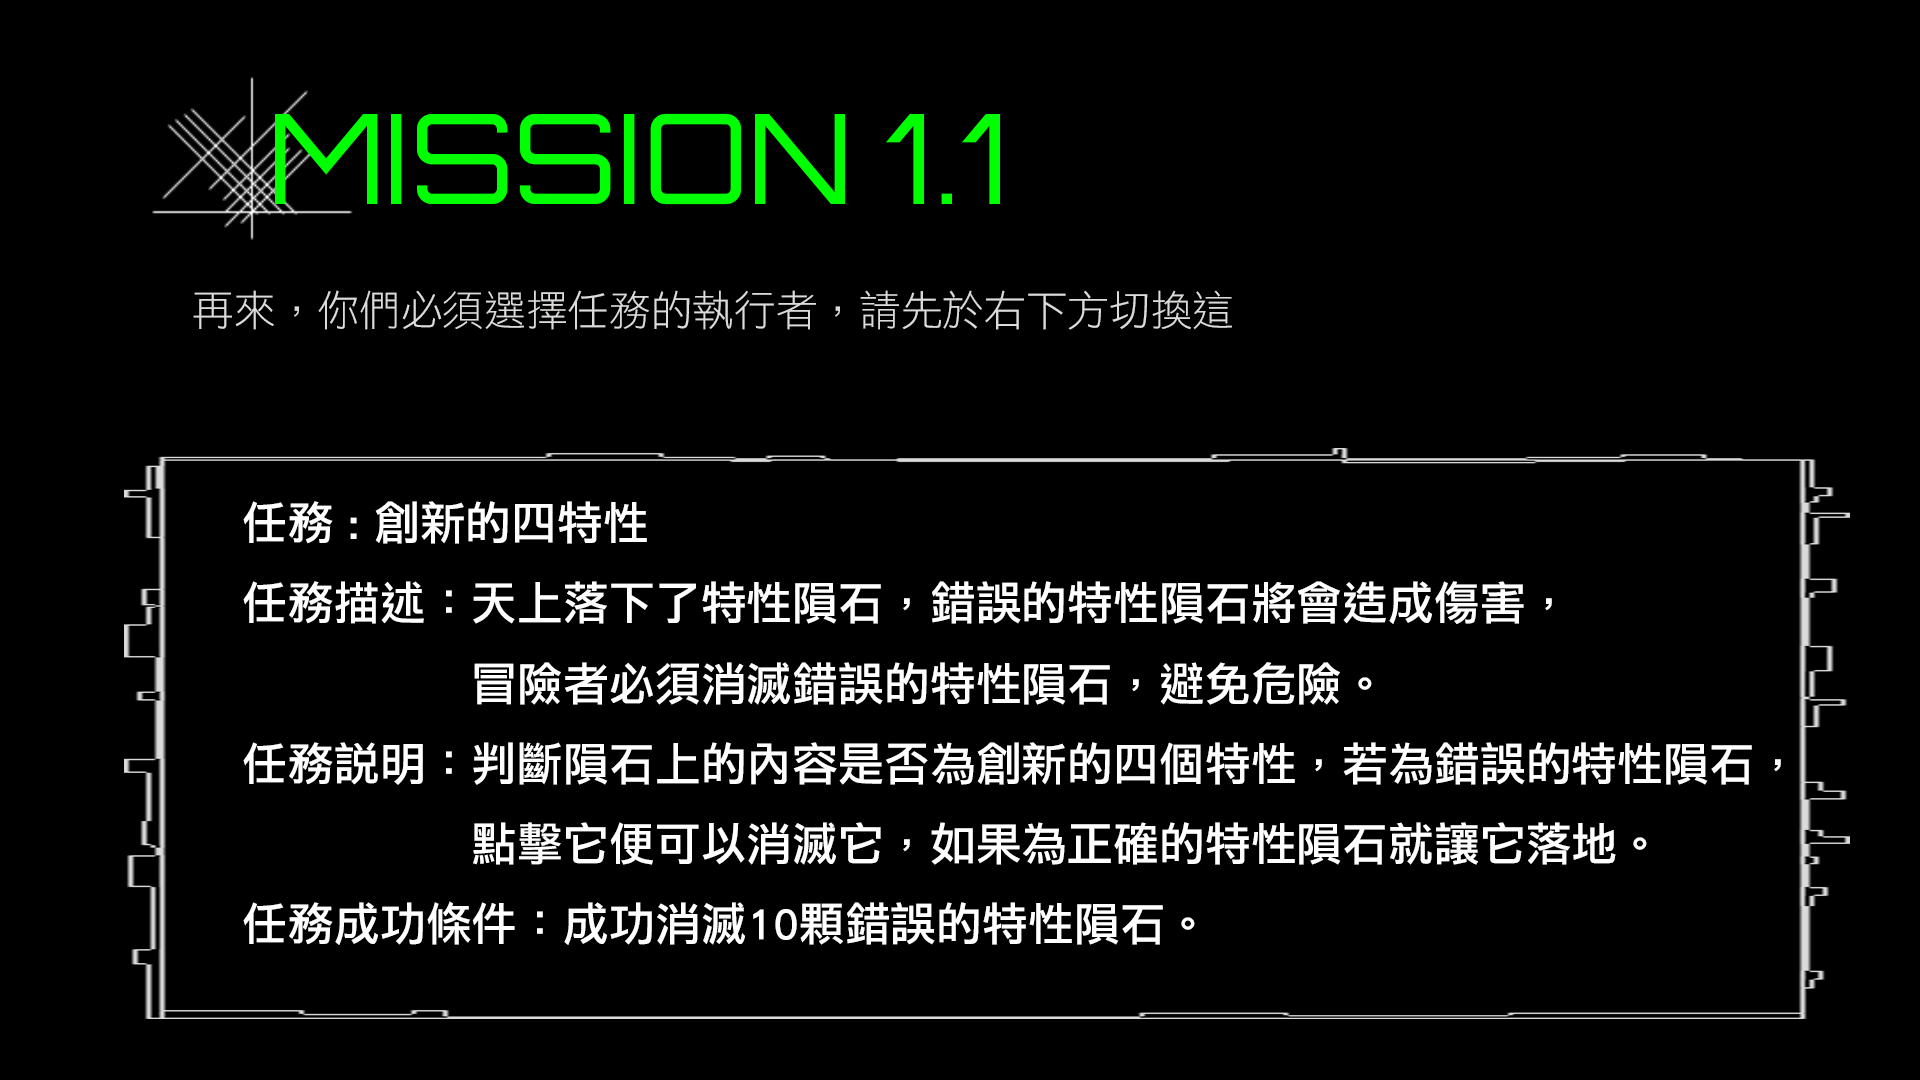 MISSION 1.1
再來，你們必須選擇任務的執行者，請先於右下方切換這
任務 : 創新的四特性
任務描述：天上落下了特性隕石，錯誤的特性隕石將會造成傷害，
冒險者必須消滅錯誤的特性隕石，避免危險。
任務説明：判斷隕石上的內容是否為創新的四個特性，若為錯誤的特性隕石，
點擊它便可以消滅它，如果為正確的特性隕石就讓它落地。
任務成功條件：成功消滅10顆錯誤的特性隕石。